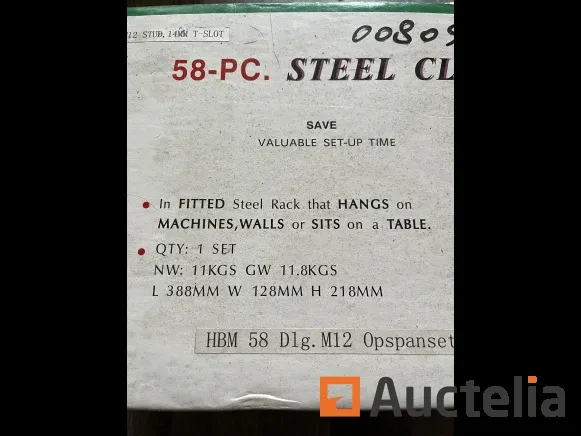 12 STUD, 14MM T-SLOT
00809
58-PC. STEEL CL
SAVE
VALUABLE SET-UP TIME
• In FITTED Steel Rack that HANGS on
MACHINES,WALLS or SITS on a TABLE.
• QTY: 1 SET
NW: 11KGS GW 11.8KGS
L 388MM W 128MM H 218MM
HBM 58 Dlg. M12 Opspanset
Auctelia